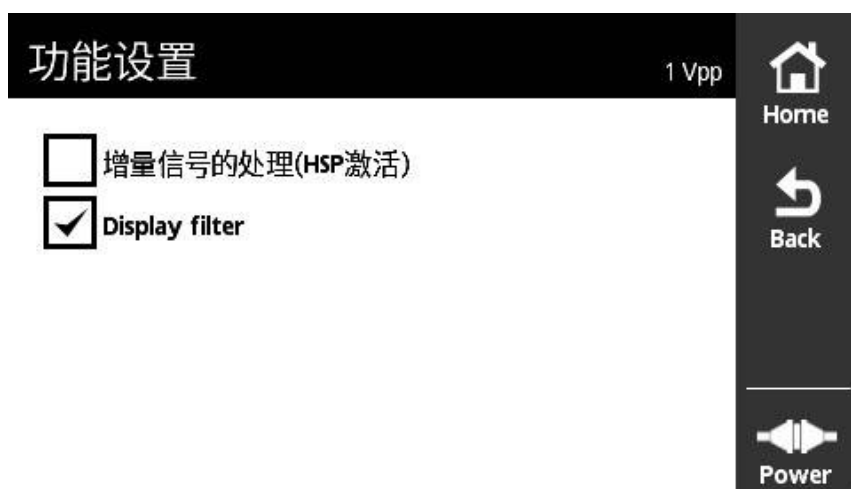 功能设置
1 Vpp
Home
增量信号的处理(HSP激活)
Display filter
Back
Power